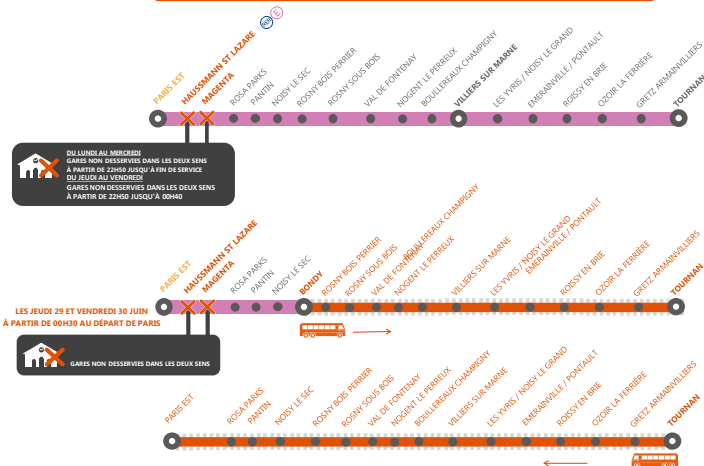 RER E
PARIS EST
HAUSSMANN ST LAZARE
MAGENTA
ROSA PARKS
PANTIN
NOISY LE SEC
ROSNY BOIS PERRIER
ROSNY SOUS BOIS
VAL DE FONTENAY
NOGENT LE PERREUX
BOULLEREAUX CHAMPIGNY
VILLIERS SUR MARNE
LES YVRIS / NOISY LE GRAND
EMERAINVILLE / PONTAULT
ROISSY EN BRIE
OZOIR LA FERRIÈRE
GRETZ ARMAINVILLIERS
TOURNAN
DU LUNDI AU MERCREDI
GARES NON DESSERVIES DANS LES DEUX SENS
À PARTIR DE 22H50 JUSQU'À FIN DE SERVICE
DU JEUDI AU VENDREDI
GARES NON DESSERVIES DANS LES DEUX SENS
À PARTIR DE 22H50 JUSQU'À 00H40
PARIS EST
HAUSSMANN ST LAZARE
MAGENTA
ROSA PARKS
PANTIN
NOISY LE SEC
BONDY
ROSNY BOIS PERRIER
ROSNY SOUS BOIS
VAL DE FONTENAY
NOGENT LE PERREUX
BOULLEREAUX CHAMPIGNY
VILLIERS SUR MARNE
LES YVRIS / NOISY LE GRAND
EMERAINVILLE / PONTAULT
ROISSY EN BRIE
OZOIR LA FERRIÈRE
GRETZ ARMAINVILLIERS
TOURNAN
LES JEUDI 29 ET VENDREDI 30 JUIN
À PARTIR DE 00H30 AU DÉPART DE PARIS
GARES NON DESSERVIES DANS LES DEUX SENS
PARIS EST
ROSA PARKS
PANTIN
NOISY LE SEC
ROSNY BOIS PERRIER
ROSNY SOUS BOIS
VAL DE FONTENAY
NOGENT LE PERREUX
BOULLEREAUX CHAMPIGNY
VILLIERS SUR MARNE
LES YVRIS / NOISY LE GRAND
EMERAINVILLE / PONTAULT
ROISSY EN BRIE
OZOIR LA FERRIÈRE
GRETZ ARMAINVILLIERS
TOURNAN